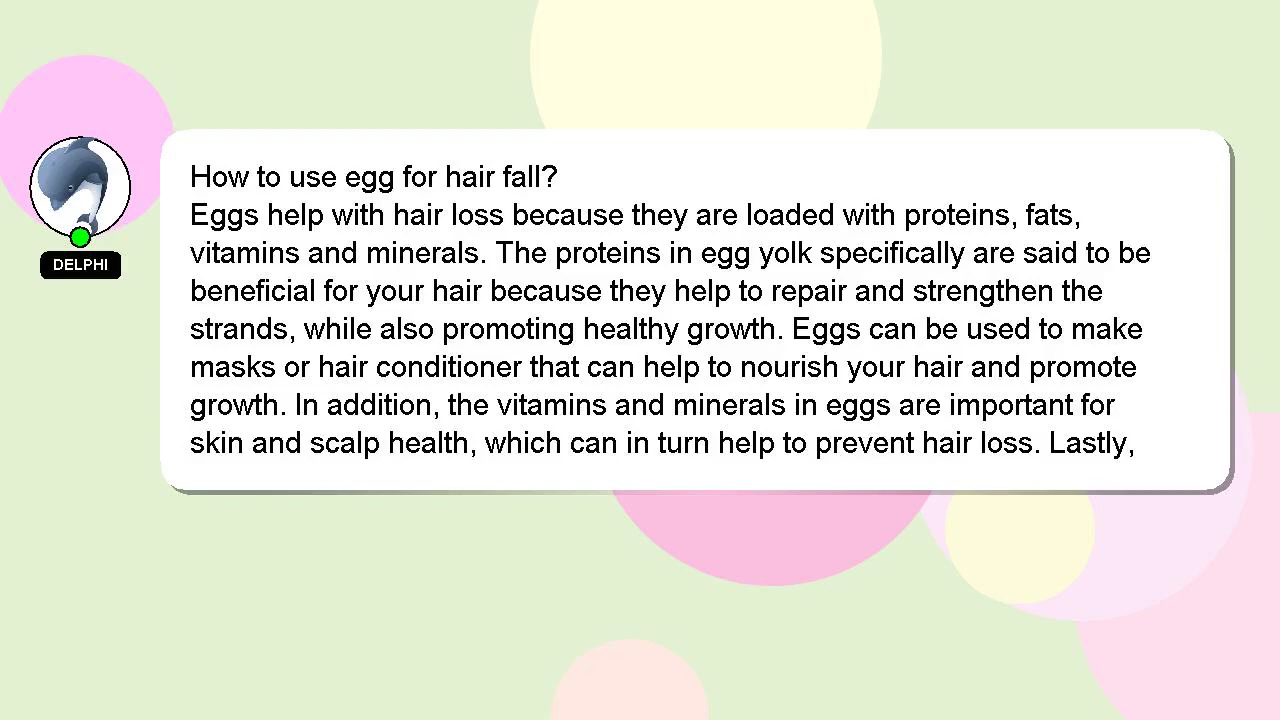 How to use egg for hair fall?
Eggs help with hair loss because they are loaded with proteins, fats,
vitamins and minerals. The proteins in egg yolk specifically are said to be
beneficial for your hair because they help to repair and strengthen the
strands, while also promoting healthy growth. Eggs can be used to make
masks or hair conditioner that can help to nourish your hair and promote
growth. In addition, the vitamins and minerals in eggs are important for
skin and scalp health, which can in turn help to prevent hair loss. Lastly,
DELPHI